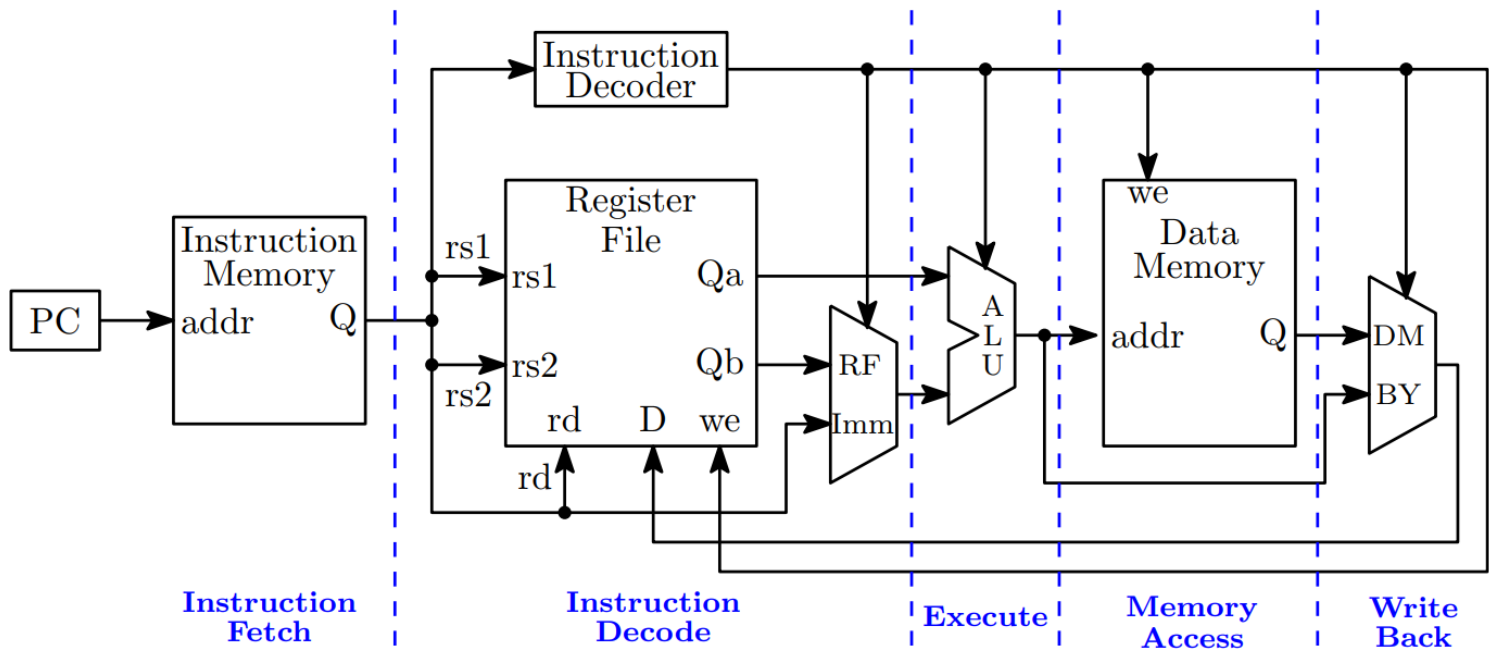 Instruction
Decoder
Register
File
Instruction
Memory
PC
addr
Q
rs1
rs1
rs2
rs2
Qa
Qb
rd
D
we
rd
RF
Imm
A
L
U
we
Data
Memory
addr
Q
DM
BY
Instruction
Fetch
Instruction
Decode
Execute
Memory
Access
Write
Back